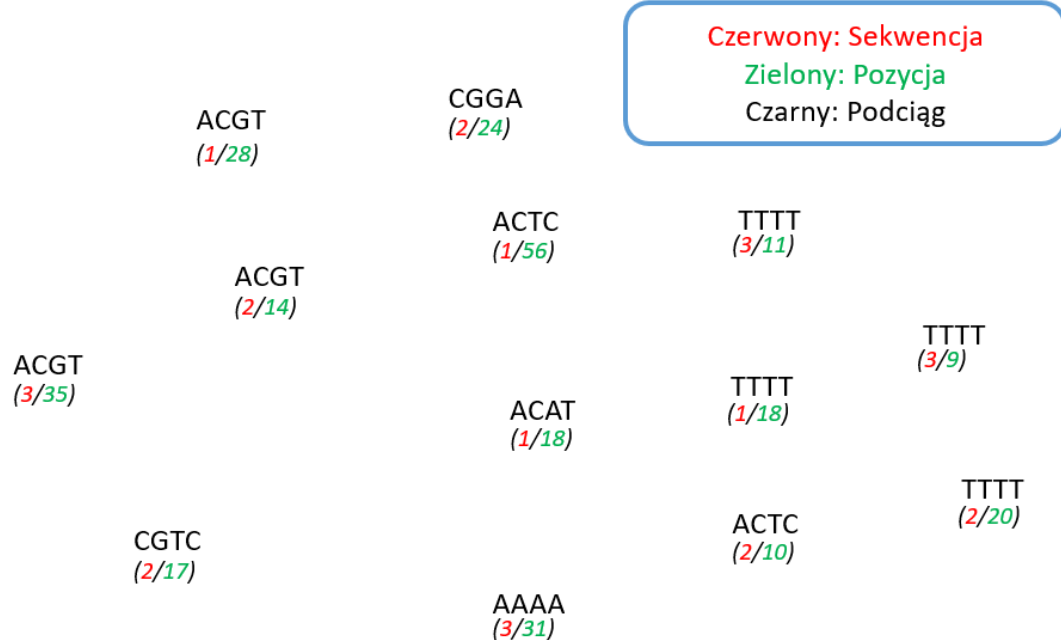 Czerwony: Sekwencja
Zielony: Pozycja
Czarny: Podciąg
CGGA
(2/24)
ACGT
(1/28)
ACTC
(1/56)
TTTT
(3/11)
ACGT
(2/14)
TTTT
(3/9)
ACGT
(3/35)
TTTT
(1/18)
ACAT
(1/18)
TTTT
(2/20)
ACTC
(2/10)
CGTC
(2/17)
AAAA
(3/31)